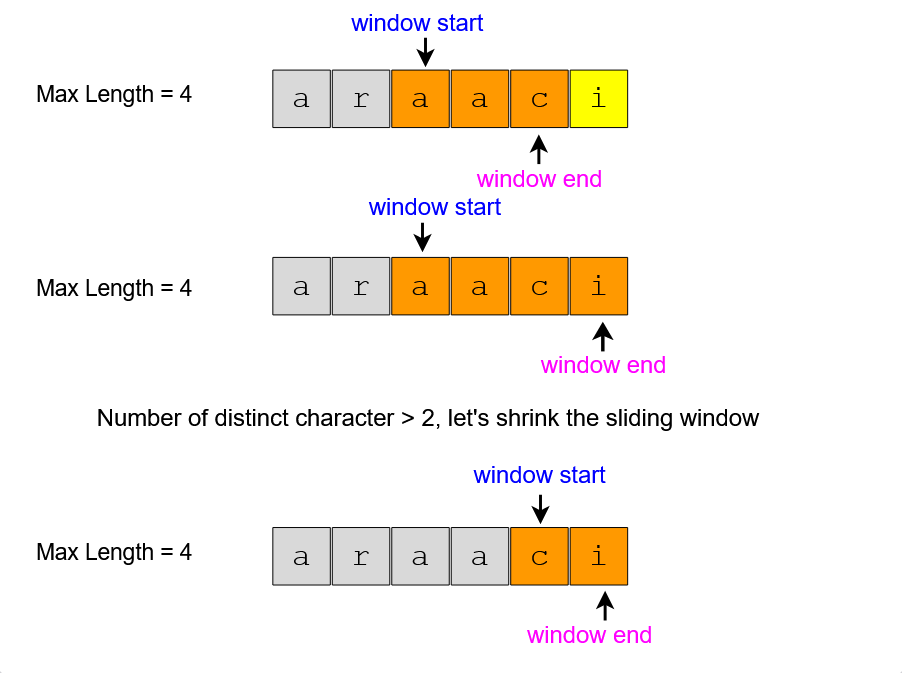 window start
Max Length = 4
a r a a c i
window end
window start
Max Length = 4
a r a a c i
window end
Number of distinct character > 2, let's shrink the sliding window
window start
Max Length = 4
a r a a c i
window end